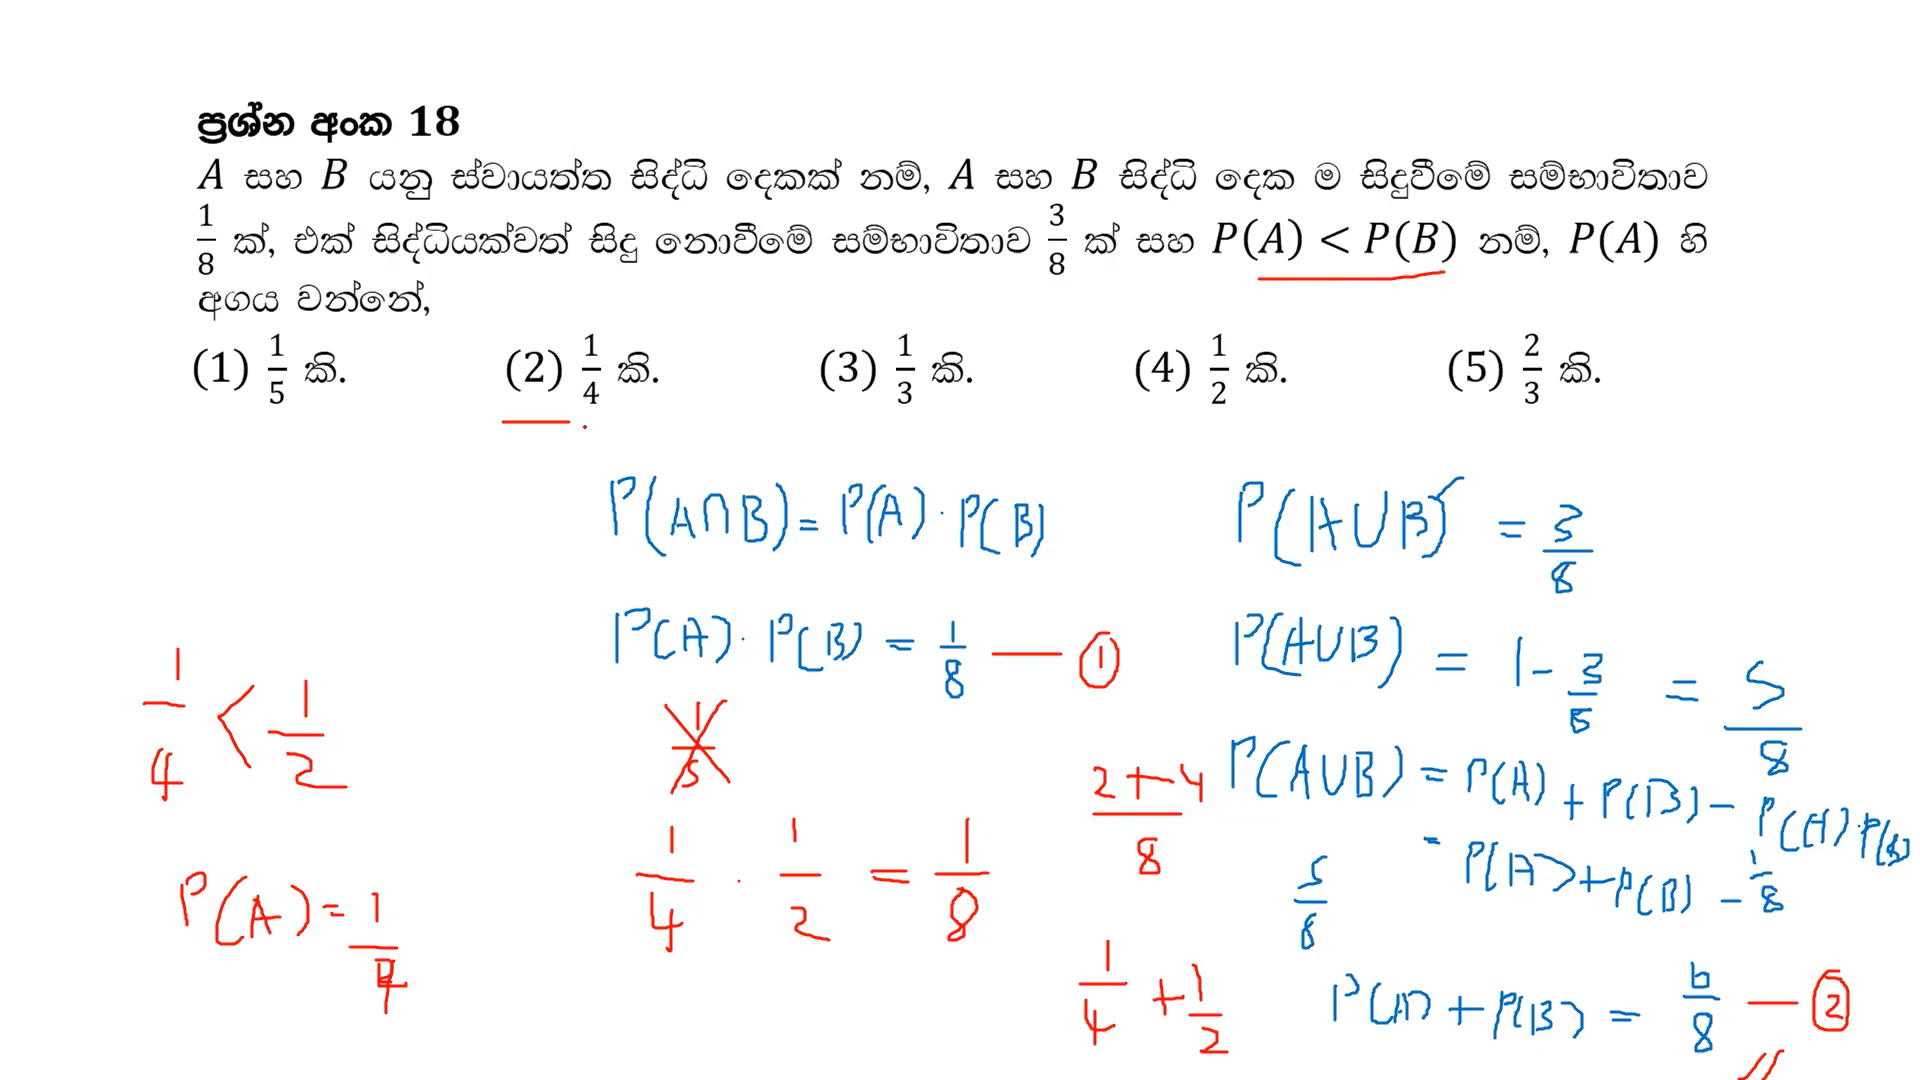 ප්‍රශ්න අංක 18
A සහ B යනු ස්වායත්ත සිද්ධි දෙකක් නම්, A සහ B සිද්ධි දෙක ම සිදුවීමේ සම්භාවිතාව
1/8 ක්, එක් සිද්ධියක්වත් සිදු නොවීමේ සම්භාවිතාව 3/8 ක් සහ P(A) < P(B) නම්, P(A) හි
අගය වන්නේ,
(1) 1/5 කි. (2) 1/4 කි. (3) 1/3 කි. (4) 1/2 කි. (5) 2/3 කි.
P(A∩B) = P(A) · P(B)
P(A) · P(B) = 1/8 — ①
1/5
1/4 · 1/2 = 1/8
1/4 < 1/2
P(A) = 1/4
P(A∪B)′ = 3/8
P(A∪B) = 1 - 3/8 = 5/8
P(A∪B) = P(A) + P(B) - P(A) · P(B)
5/8 = P(A) + P(B) - 1/8
P(A) + P(B) = 6/8 — ②
2+4/8
1/4 + 1/2